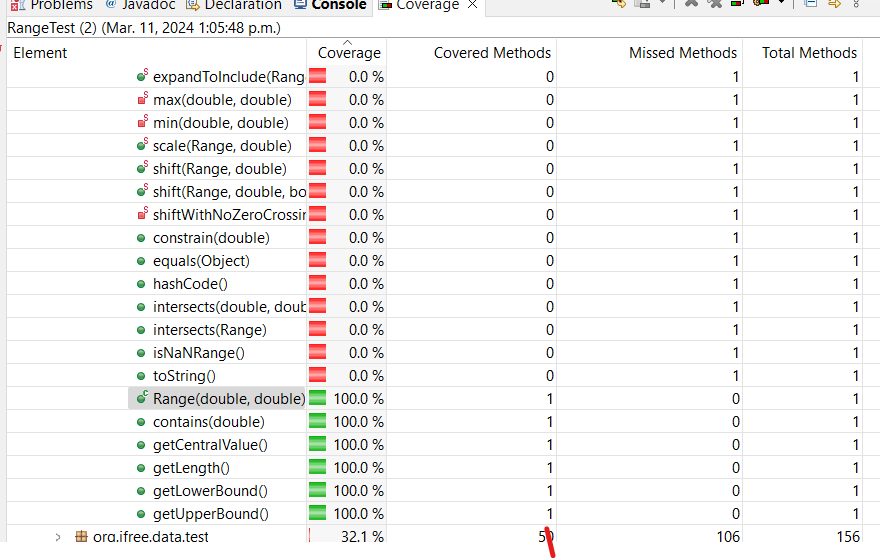 Problems @ Javadoc Declaration Console Coverage
RangeTest (2) (Mar. 11, 2024 1:05:48 p.m.)
Element Coverage Covered Methods Missed Methods Total Methods
expandToInclude(Rang 0.0 % 0 1 1
max(double, double) 0.0 % 0 1 1
min(double, double) 0.0 % 0 1 1
scale(Range, double) 0.0 % 0 1 1
shift(Range, double) 0.0 % 0 1 1
shift(Range, double, bo 0.0 % 0 1 1
shiftWithNoZeroCrossin 0.0 % 0 1 1
constrain(double) 0.0 % 0 1 1
equals(Object) 0.0 % 0 1 1
hashCode() 0.0 % 0 1 1
intersects(double, doub 0.0 % 0 1 1
intersects(Range) 0.0 % 0 1 1
isNaNRange() 0.0 % 0 1 1
toString() 0.0 % 0 1 1
Range(double, double) 100.0 % 1 0 1
contains(double) 100.0 % 1 0 1
getCentralValue() 100.0 % 1 0 1
getLength() 100.0 % 1 0 1
getLowerBound() 100.0 % 1 0 1
getUpperBound() 100.0 % 1 0 1
org.jfree.data.test 32.1 % 50 106 156